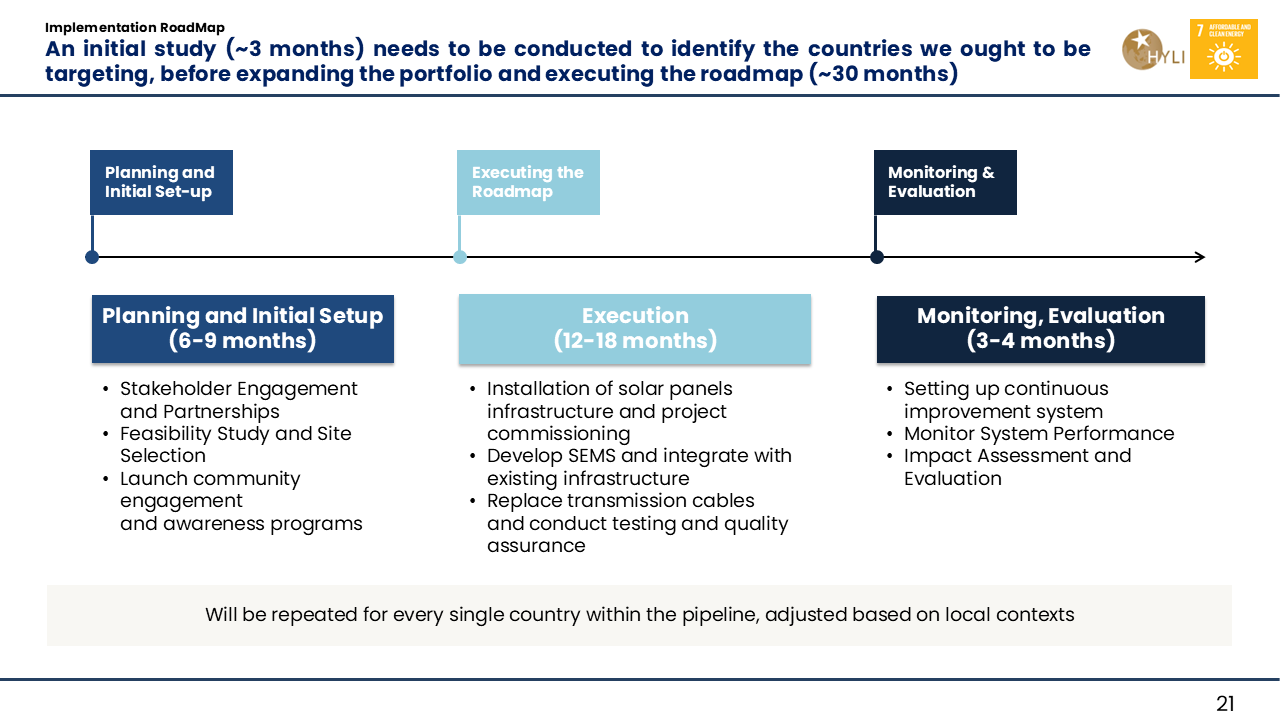 Implementation RoadMap
An initial study (~3 months) needs to be conducted to identify the countries we ought to be
targeting, before expanding the portfolio and executing the roadmap (~30 months)
HYLI
7 AFFORDABLE AND
CLEAN ENERGY
Planning and
Initial Set-up
Executing the
Roadmap
Monitoring &
Evaluation
Planning and Initial Setup
(6-9 months)
• Stakeholder Engagement
and Partnerships
• Feasibility Study and Site
Selection
• Launch community
engagement
and awareness programs
Execution
(12-18 months)
• Installation of solar panels
infrastructure and project
commissioning
• Develop SEMS and integrate with
existing infrastructure
• Replace transmission cables
and conduct testing and quality
assurance
Monitoring, Evaluation
(3-4 months)
• Setting up continuous
improvement system
• Monitor System Performance
• Impact Assessment and
Evaluation
Will be repeated for every single country within the pipeline, adjusted based on local contexts
21